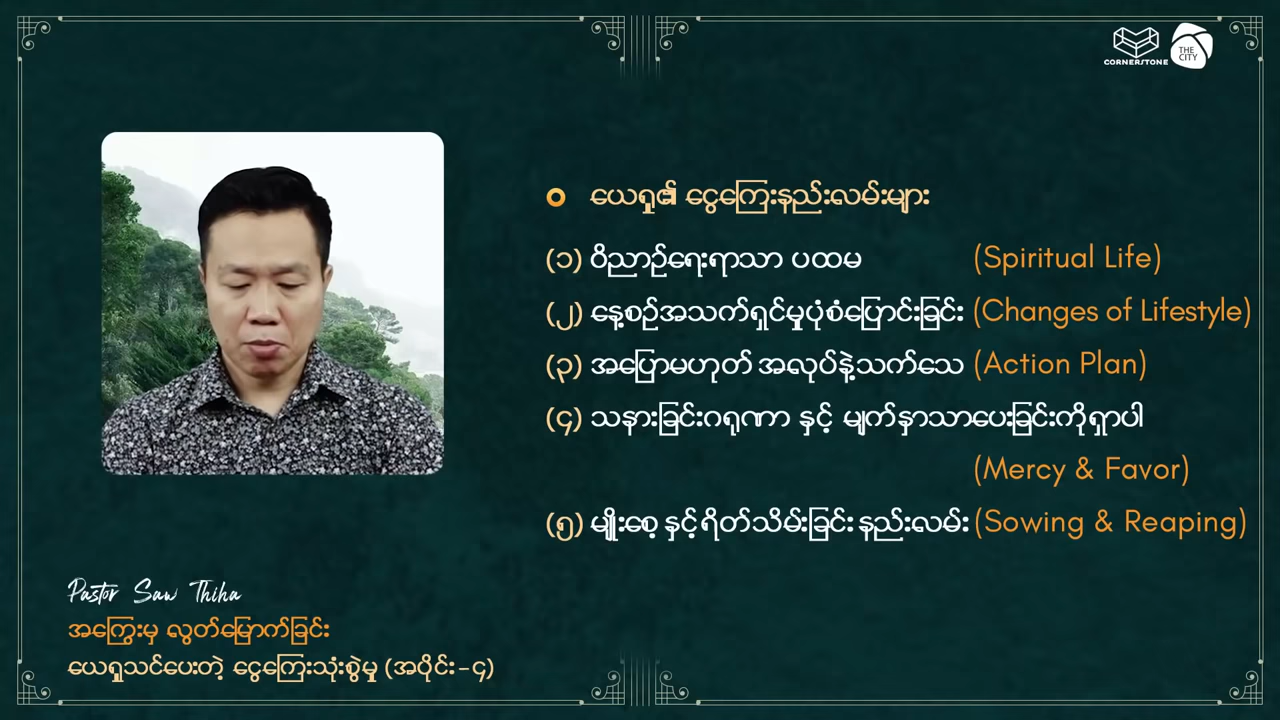 CORNERSTONE
THE
CITY
ယေရှု၏ ငွေကြေးနည်းလမ်းများ
(၁) ဝိညာဉ်ရေးရာသာ ပထမ (Spiritual Life)
(၂) နေ့စဉ်အသက်ရှင်မှုပုံစံပြောင်းခြင်း (Changes of Lifestyle)
(၃) အပြောမဟုတ် အလုပ်နဲ့သက်သေ (Action Plan)
(၄) သနားခြင်းဂရုဏာ နှင့် မျက်နှာသာပေးခြင်းကိုရှာပါ
(Mercy & Favor)
(၅) မျိုးစေ့ နှင့် ရိတ်သိမ်းခြင်း နည်းလမ်း (Sowing & Reaping)
Pastor Saw Thiha
အကြွေးမှ လွတ်မြောက်ခြင်း
ယေရှုသင်ပေးတဲ့ ငွေကြေးသုံးစွဲမှု (အပိုင်း-၄)